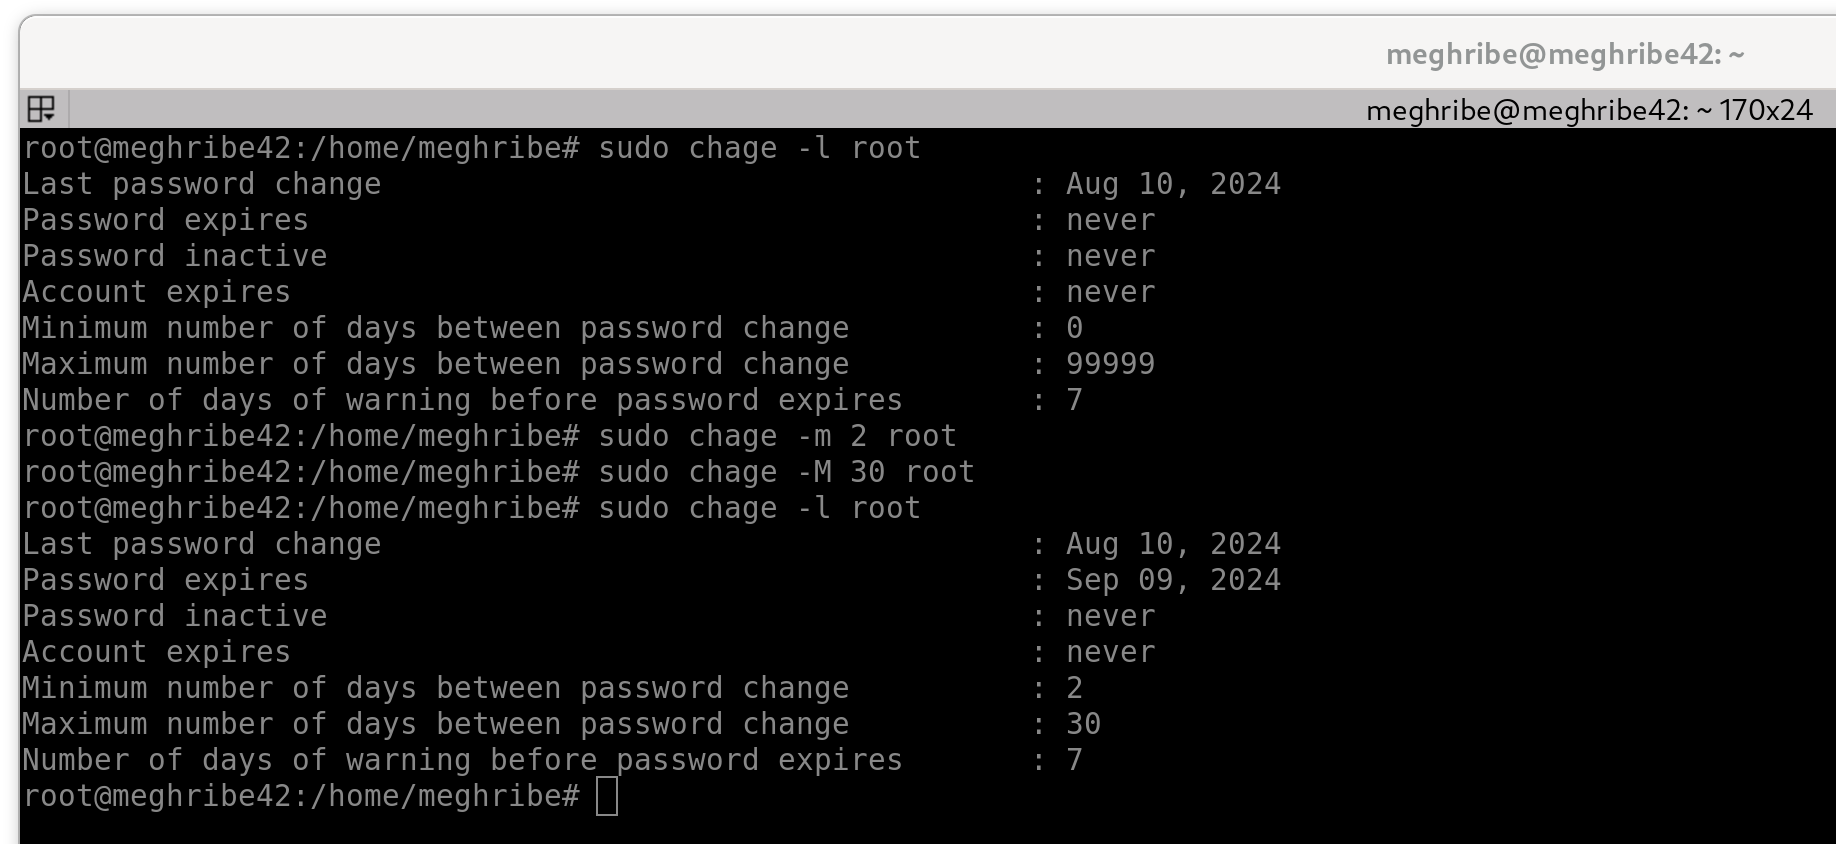 meghribe@meghribe42: ~
meghribe@meghribe42: ~ 170x24
root@meghribe42:/home/meghribe# sudo chage -l root
Last password change : Aug 10, 2024
Password expires : never
Password inactive : never
Account expires : never
Minimum number of days between password change : 0
Maximum number of days between password change : 99999
Number of days of warning before password expires : 7
root@meghribe42:/home/meghribe# sudo chage -m 2 root
root@meghribe42:/home/meghribe# sudo chage -M 30 root
root@meghribe42:/home/meghribe# sudo chage -l root
Last password change : Aug 10, 2024
Password expires : Sep 09, 2024
Password inactive : never
Account expires : never
Minimum number of days between password change : 2
Maximum number of days between password change : 30
Number of days of warning before password expires : 7
root@meghribe42:/home/meghribe#